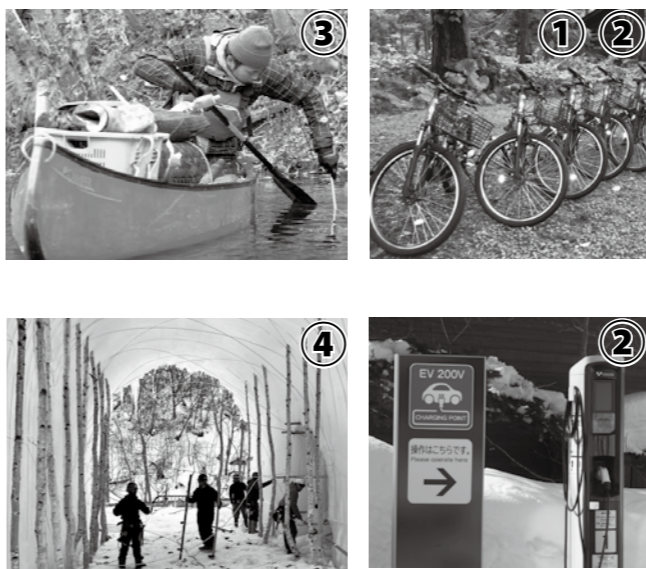 ③
① ②
④
②
EV 200V
CHARGING POINT
操作はこちらです。
Please operate here